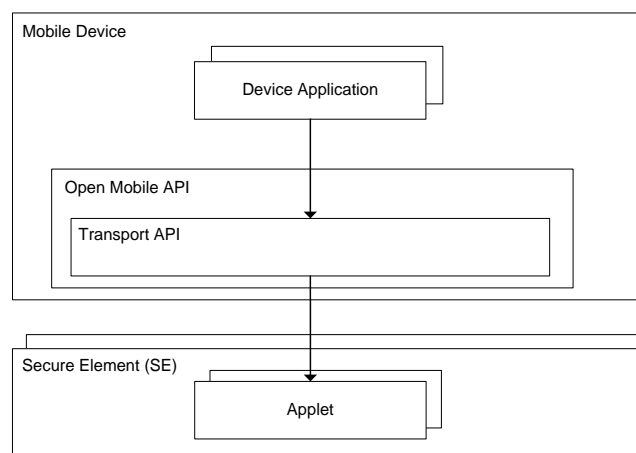 Mobile Device
Device Application
Open Mobile API
Transport API
Secure Element (SE)
Applet